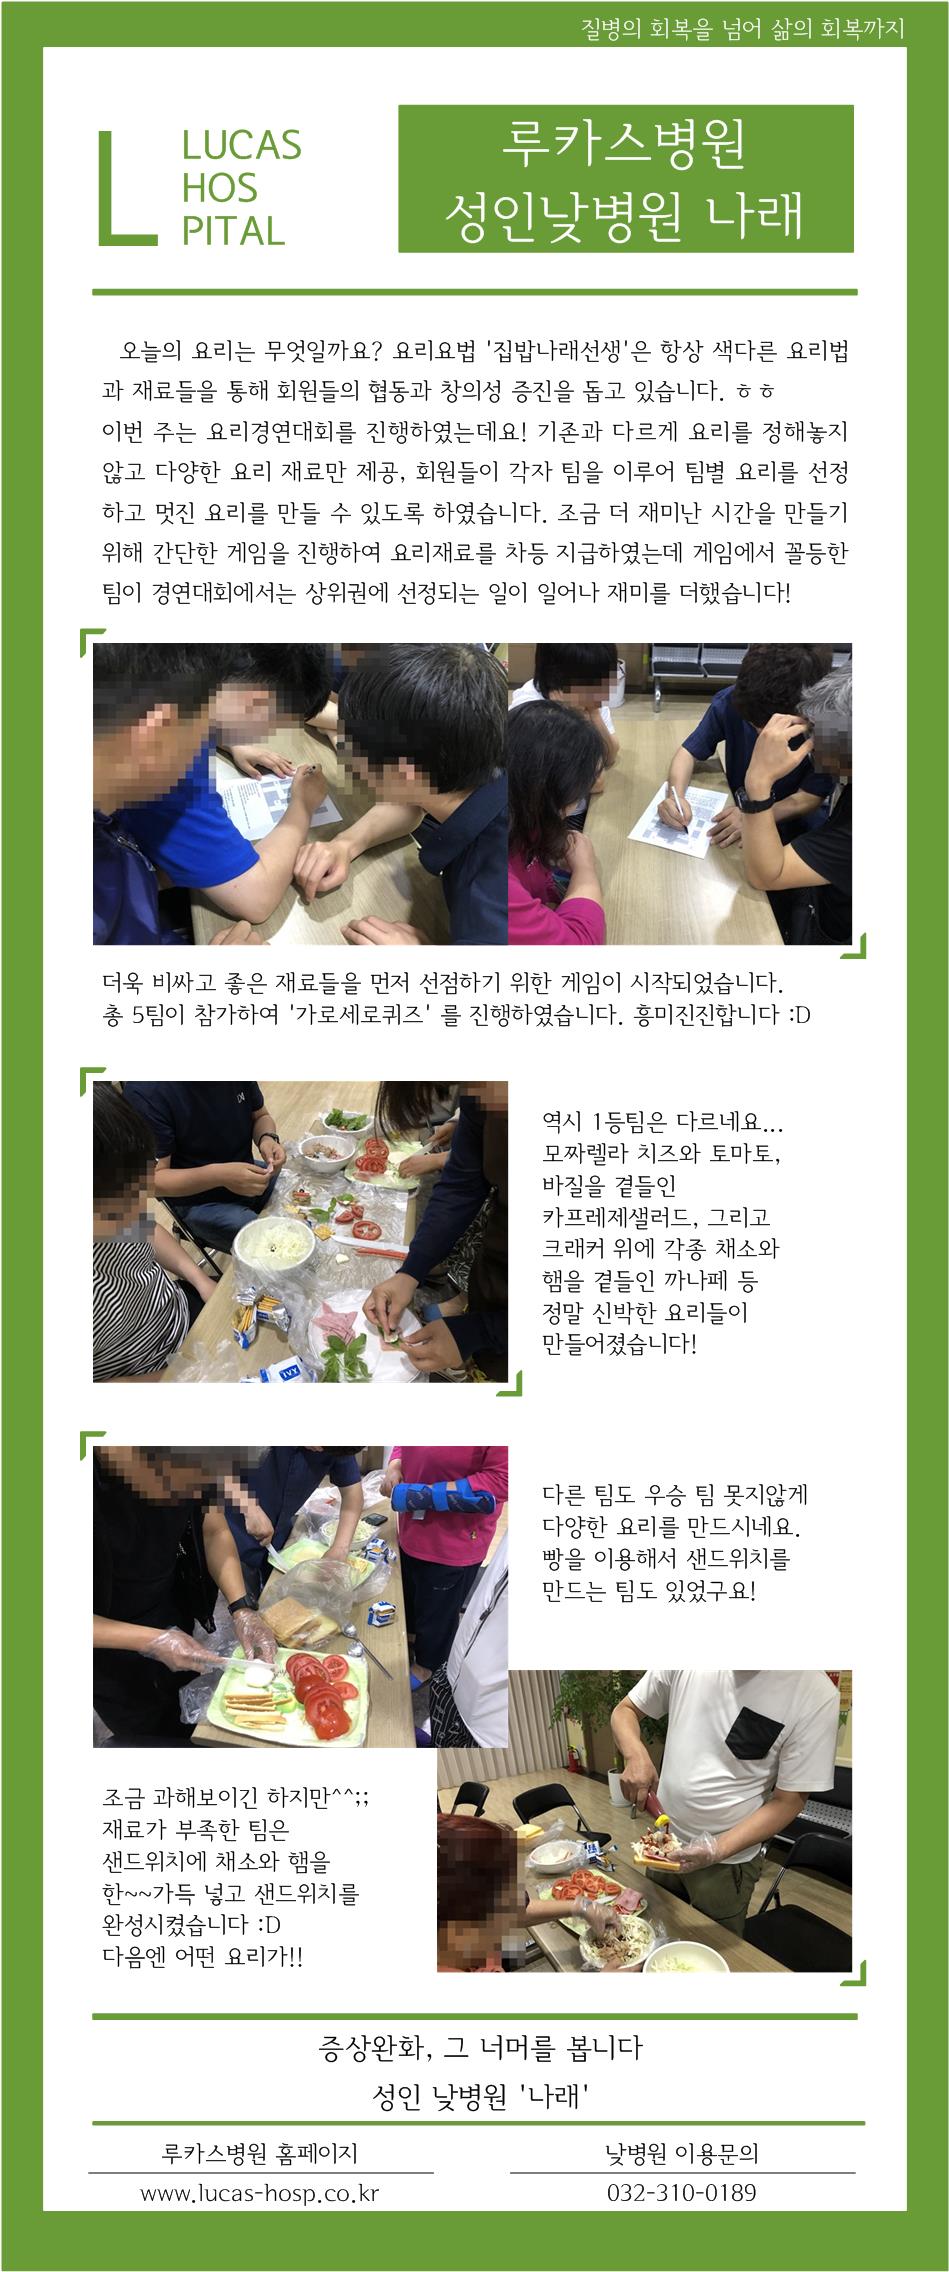 질병의 회복을 넘어 삶의 회복까지
LUCAS
HOS
PITAL
루카스병원
성인낮병원 나래
오늘의 요리는 무엇일까요? 요리요법 '집밥나래선생'은 항상 색다른 요리법
과 재료들을 통해 회원들의 협동과 창의성 증진을 돕고 있습니다. ㅎㅎ
이번 주는 요리경연대회를 진행하였는데요! 기존과 다르게 요리를 정해놓지
않고 다양한 요리 재료만 제공, 회원들이 각자 팀을 이루어 팀별 요리를 선정
하고 멋진 요리를 만들 수 있도록 하였습니다. 조금 더 재미난 시간을 만들기
위해 간단한 게임을 진행하여 요리재료를 차등 지급하였는데 게임에서 꼴등한
팀이 경연대회에서는 상위권에 선정되는 일이 일어나 재미를 더했습니다!
더욱 비싸고 좋은 재료들을 먼저 선점하기 위한 게임이 시작되었습니다.
총 5팀이 참가하여 '가로세로퀴즈' 를 진행하였습니다. 흥미진진합니다 :D
역시 1등팀은 다르네요...
모짜렐라 치즈와 토마토,
바질을 곁들인
카프레제샐러드, 그리고
크래커 위에 각종 채소와
햄을 곁들인 까나페 등
정말 신박한 요리들이
만들어졌습니다!
IVY
다른 팀도 우승 팀 못지않게
다양한 요리를 만드시네요.
빵을 이용해서 샌드위치를
만드는 팀도 있었구요!
조금 과해보이긴 하지만^^;;
재료가 부족한 팀은
샌드위치에 채소와 햄을
한~~가득 넣고 샌드위치를
완성시켰습니다 :D
다음엔 어떤 요리가!!
증상완화, 그 너머를 봅니다
성인 낮병원 '나래'
루카스병원 홈페이지
낮병원 이용문의
www.lucas-hosp.co.kr
032-310-0189